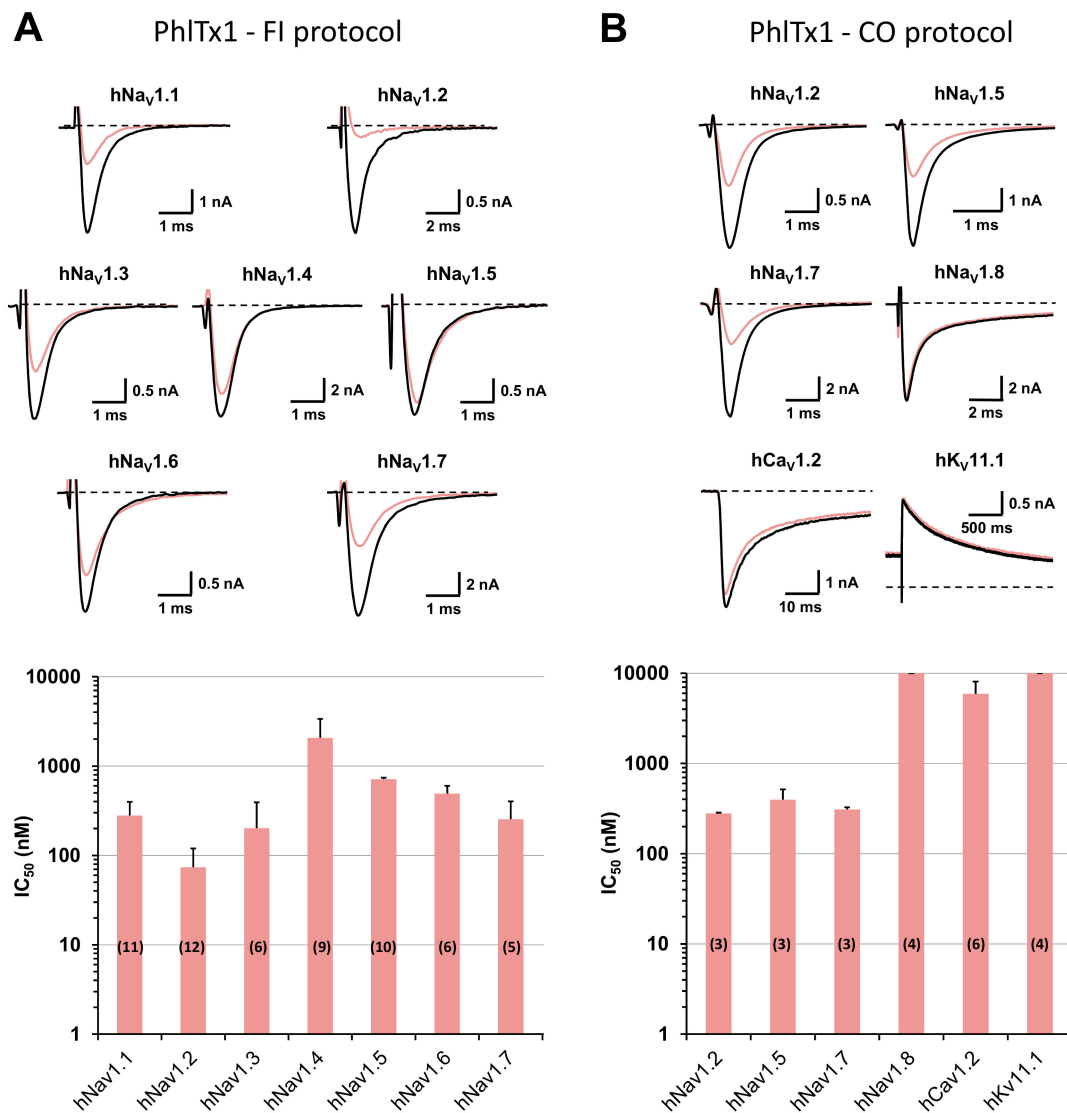 A PhlTx1 - FI protocol
hNaV1.1 hNaV1.2
1 nA
1 ms
0.5 nA
2 ms
hNaV1.3 hNaV1.4 hNaV1.5
0.5 nA
1 ms
2 nA
1 ms
0.5 nA
1 ms
hNaV1.6 hNaV1.7
0.5 nA
1 ms
2 nA
1 ms
10000
1000
100
10
1
IC50 (nM)
(11) (12) (6) (9) (10) (6) (5)
hNav1.1 hNav1.2 hNav1.3 hNav1.4 hNav1.5 hNav1.6 hNav1.7
B PhlTx1 - CO protocol
hNaV1.2 hNaV1.5
0.5 nA
1 ms
1 nA
1 ms
hNaV1.7 hNaV1.8
2 nA
1 ms
2 nA
2 ms
hCaV1.2 hKV11.1
1 nA
10 ms
0.5 nA
500 ms
10000
1000
100
10
1
IC50 (nM)
(3) (3) (3) (4) (6) (4)
hNav1.2 hNav1.5 hNav1.7 hNav1.8 hCav1.2 hKv11.1